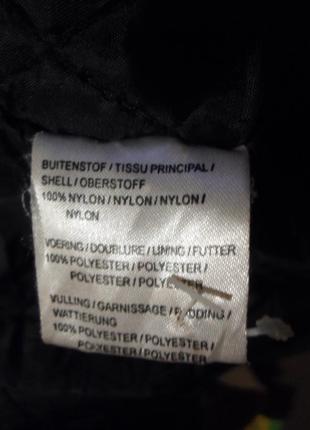 BUITENSTOF / TISSU PRINCIPAL /
SHELL / OBERSTOFF
100% NYLON / NYLON / NYLON /
NYLON
VOERING / DOUBLURE / LINING / FUTTER
100% POLYESTER / POLYESTER /
POLYESTER / POLYESTER
VULLING / GARNISSAGE / PADDING /
WATTIERUNG
100% POLYESTER / POLYESTER /
POLYESTER / POLYESTER